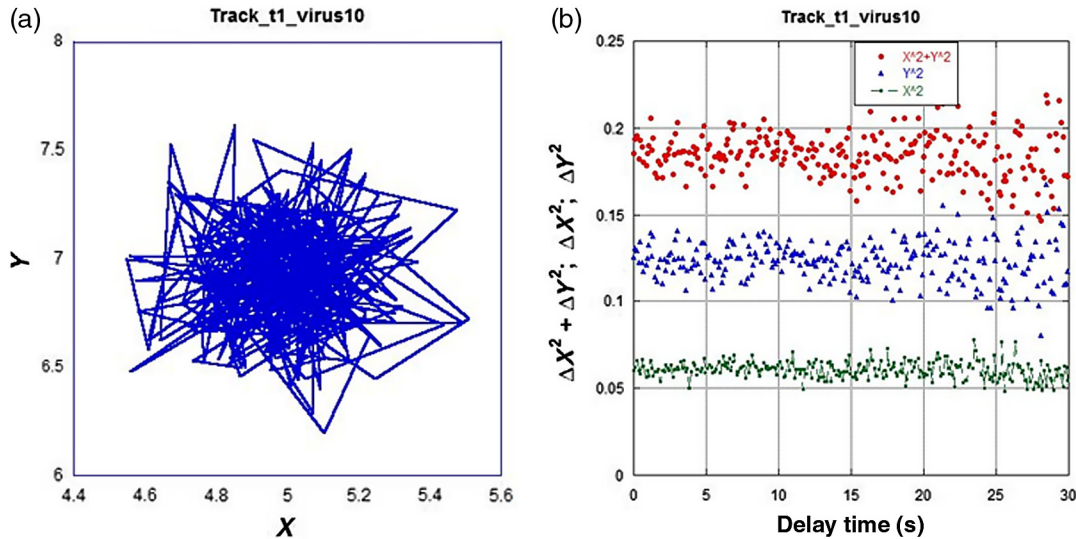 (a)
Track_t1_virus10
8
7.5
7
6.5
6
Y
4.4 4.6 4.8 5 5.2 5.4 5.6
X
(b)
Track_t1_virus10
0.25
0.2
0.15
0.1
0.05
0
ΔX² + ΔY²; ΔX²; ΔY²
X^2+Y^2
Y^2
X^2
0 5 10 15 20 25 30
Delay time (s)